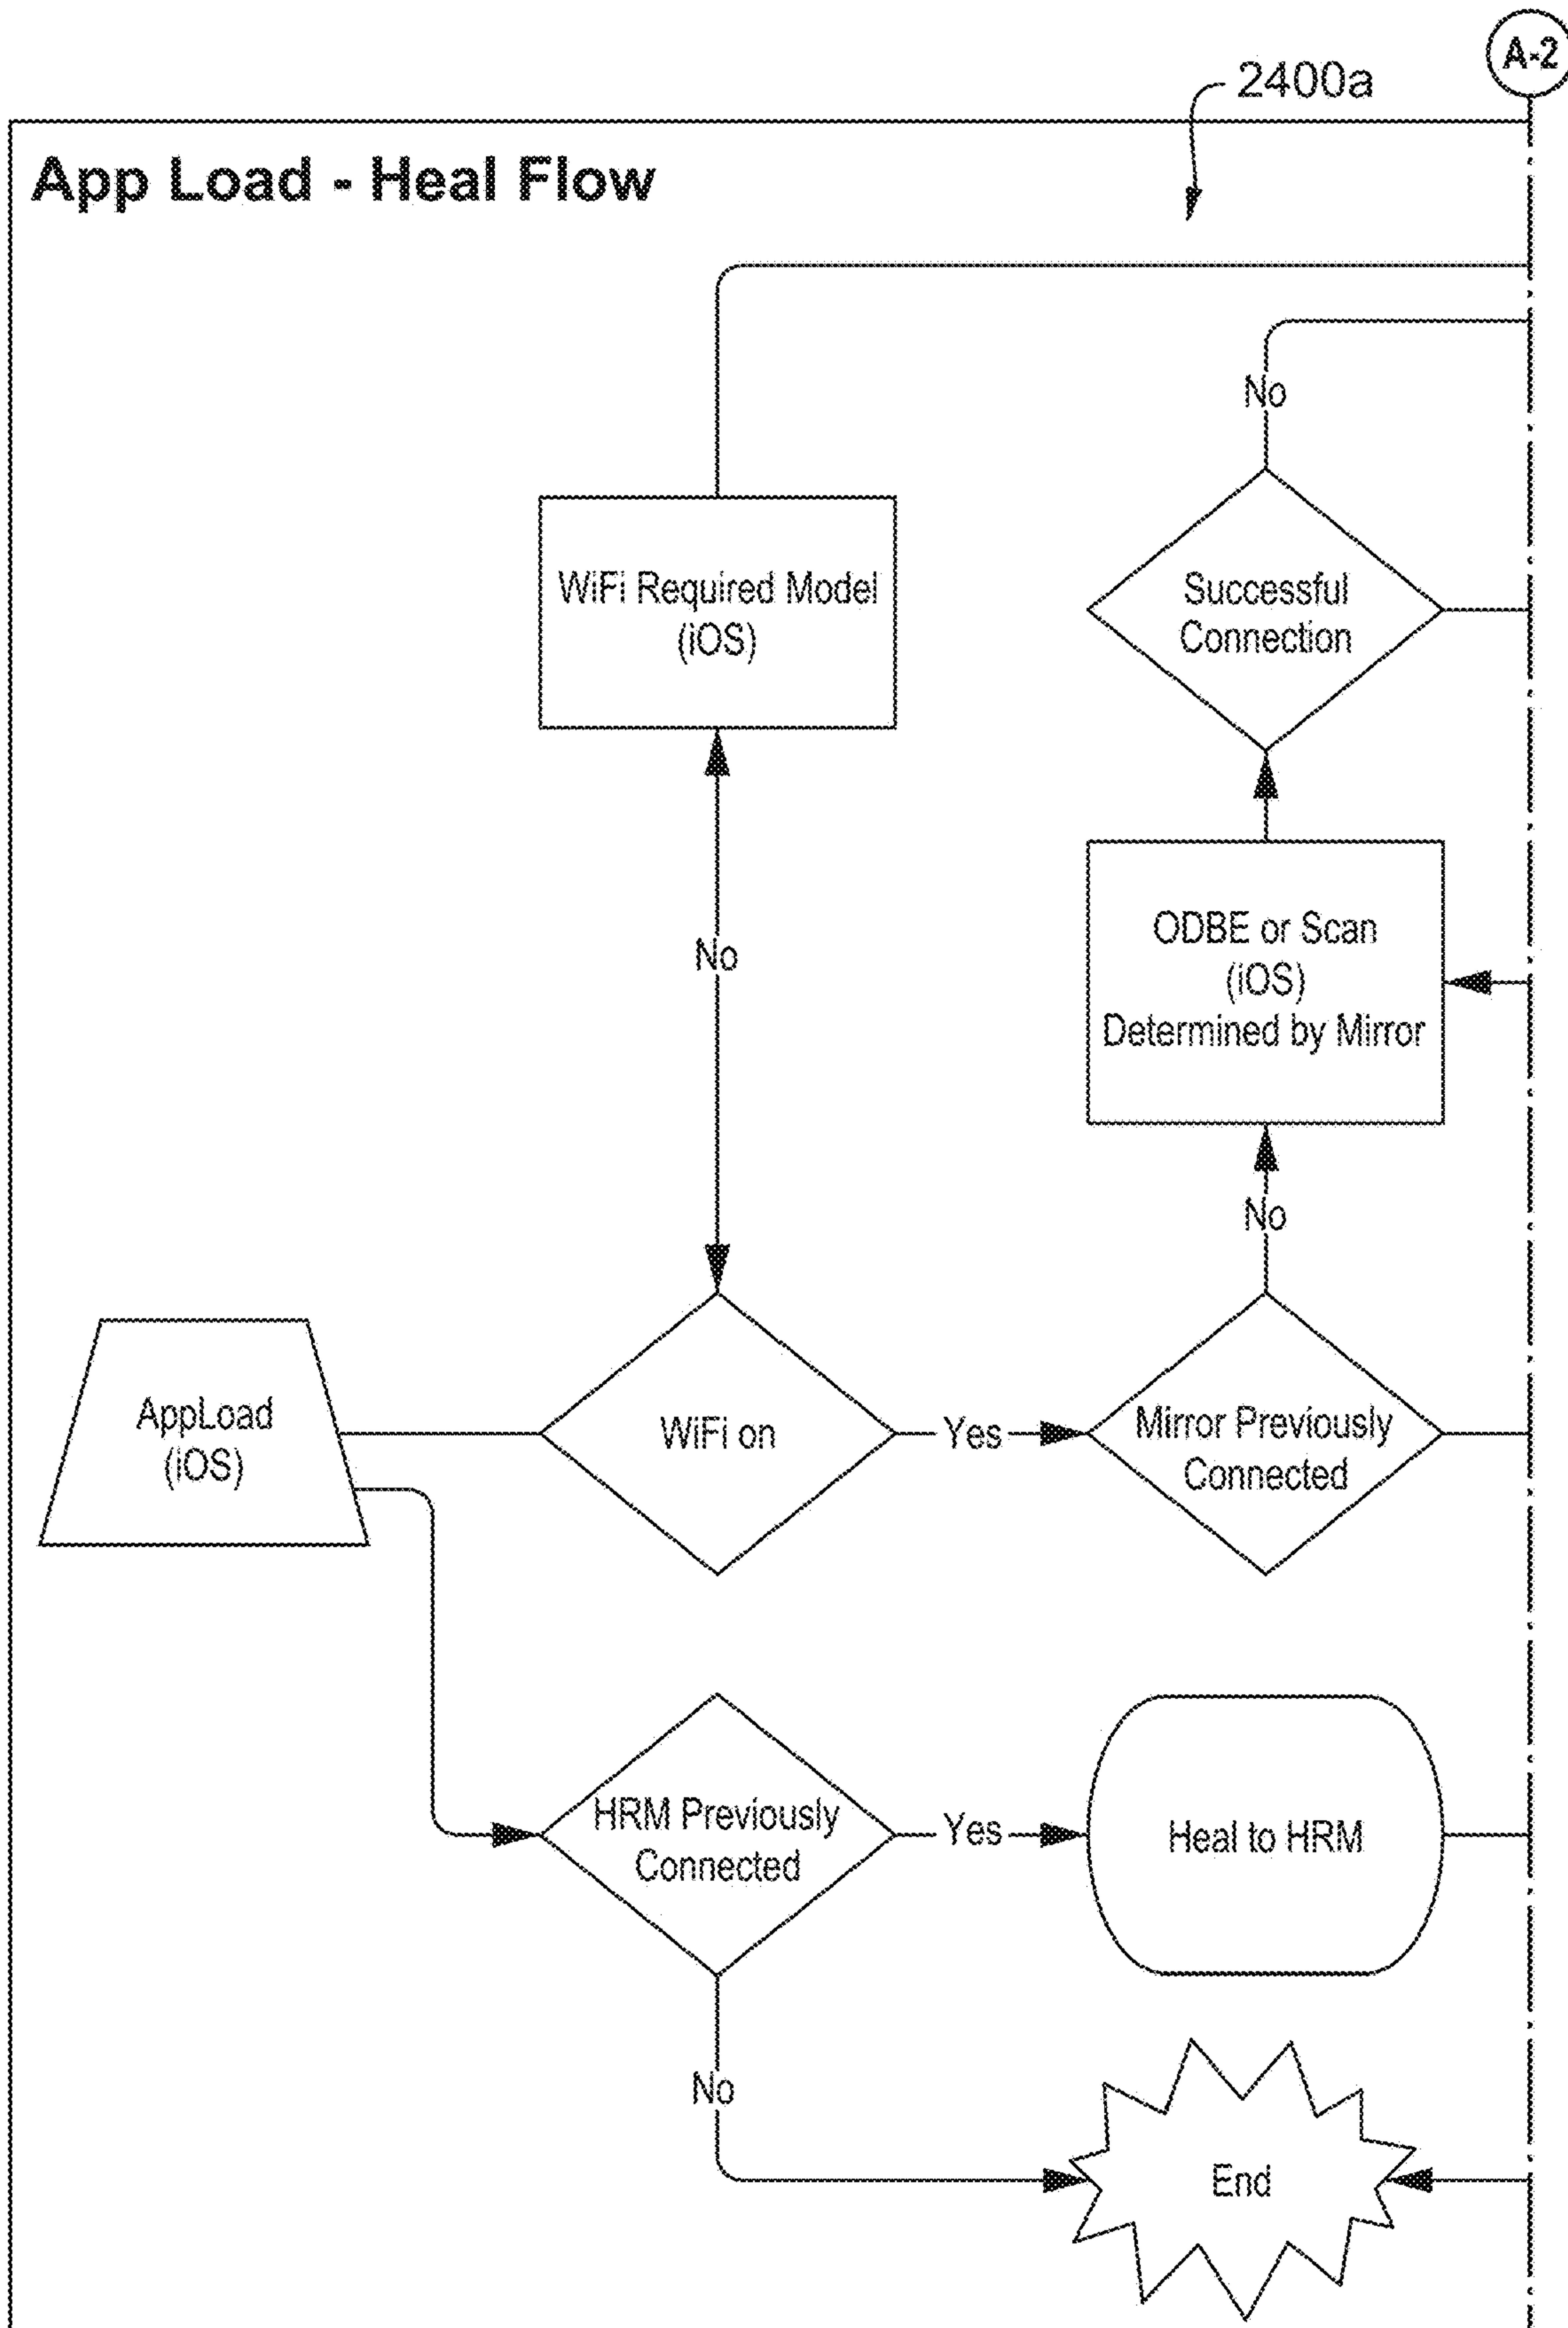 A-2
2400a
App Load - Heal Flow
No
WiFi Required Model
(iOS)
Successful
Connection
No
ODBE or Scan
(iOS)
Determined by Mirror
No
AppLoad
(iOS)
WiFi on
Yes
Mirror Previously
Connected
HRM Previously
Connected
Yes
Heal to HRM
No
End